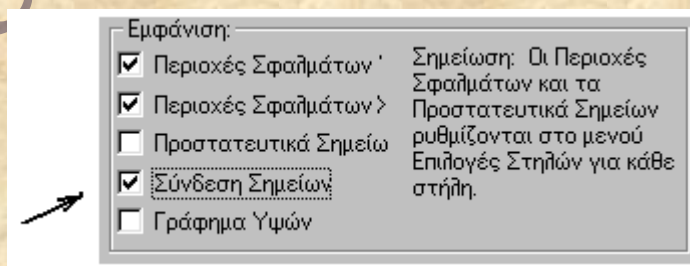 Εμφάνιση:
Περιοχές Σφαλμάτων
Περιοχές Σφαλμάτων
Προστατευτικά Σημείω
Σύνδεση Σημείων
Γράφημα Υψών
Σημείωση: Οι Περιοχές
Σφαλμάτων και τα
Προστατευτικά Σημείων
ρυθμίζονται στο μενού
Επιλογές Στηλών για κάθε
στήλη.